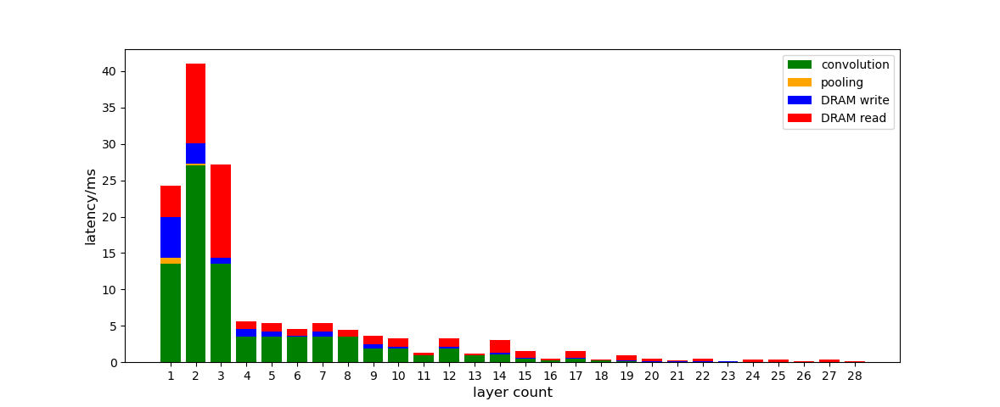 convolution
pooling
DRAM write
DRAM read
latency/ms
40
35
30
25
20
15
10
5
0
1 2 3 4 5 6 7 8 9 10 11 12 13 14 15 16 17 18 19 20 21 22 23 24 25 26 27 28
layer count